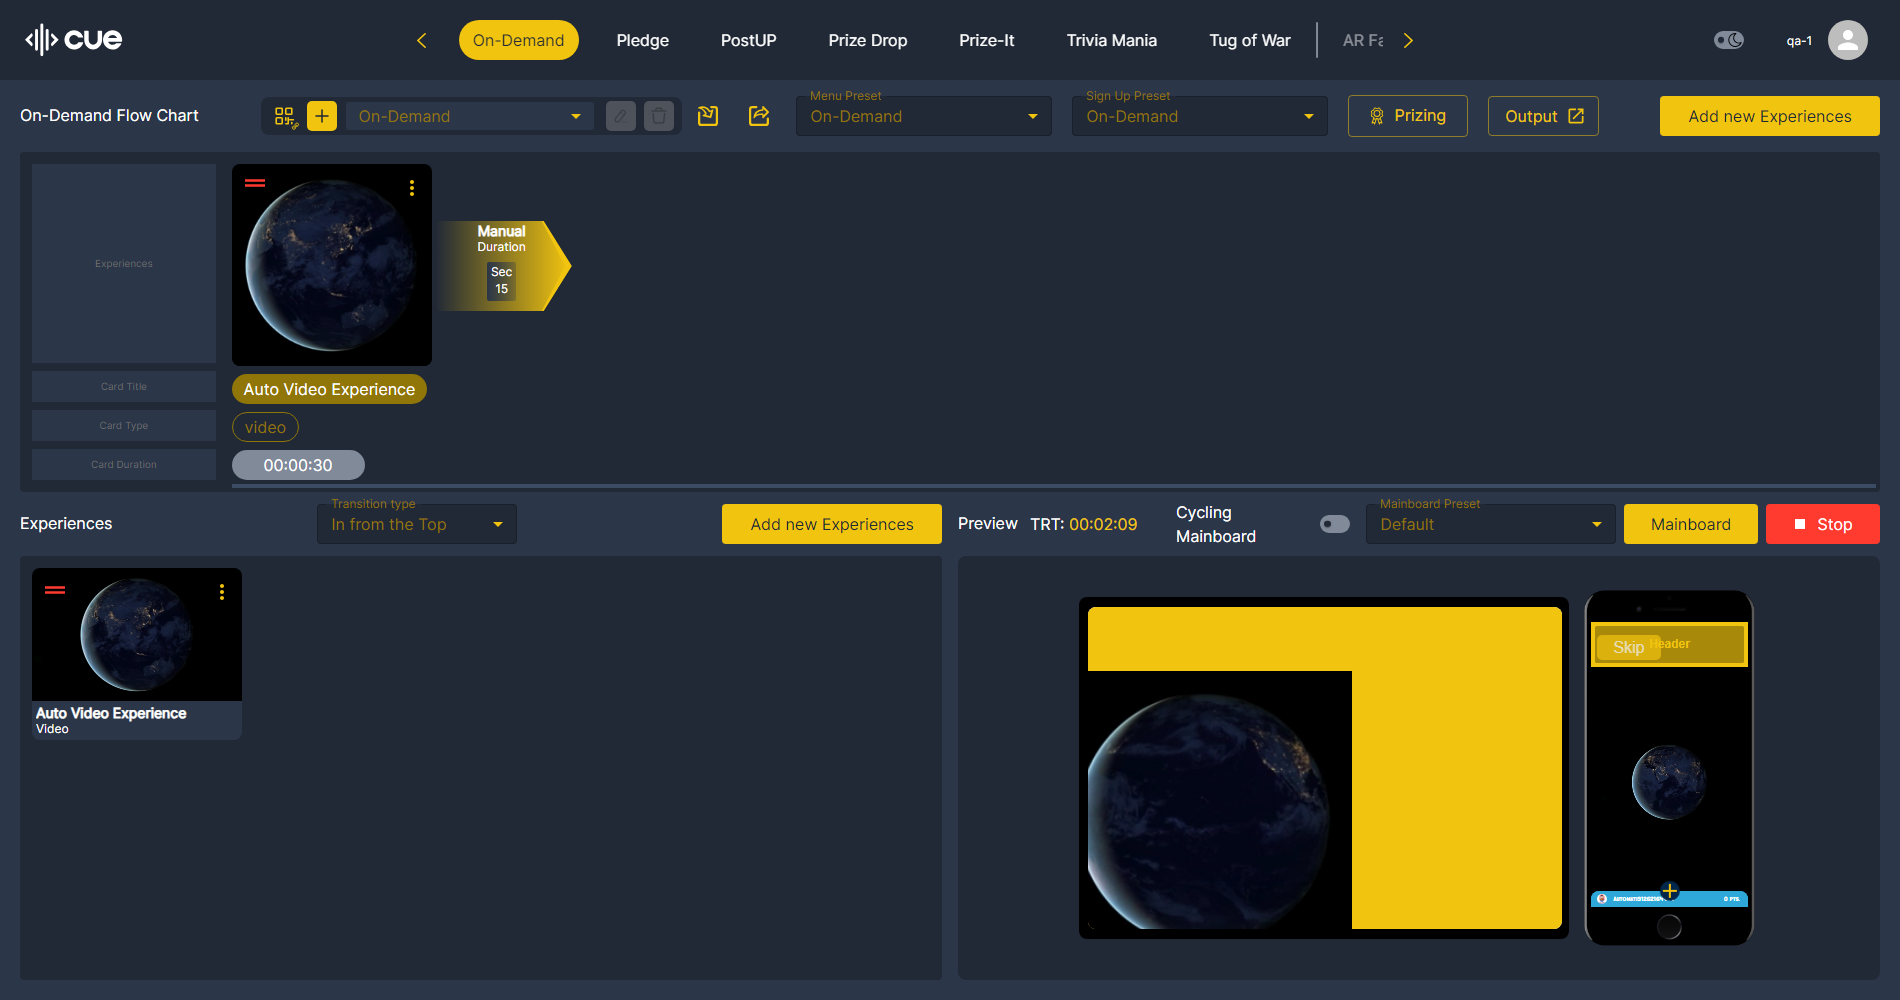 cue
On-Demand
Pledge
PostUP
Prize Drop
Prize-It
Trivia Mania
Tug of War
AR Fa
qa-1
On-Demand Flow Chart
On-Demand
Menu Preset
On-Demand
Sign Up Preset
On-Demand
Prizing
Output
Add new Experiences
Experiences
Manual
Duration
Sec
15
Card Title
Auto Video Experience
Card Type
video
Card Duration
00:00:30
Experiences
Transition type
In from the Top
Add new Experiences
Preview
TRT: 00:02:09
Cycling
Mainboard
Mainboard Preset
Default
Mainboard
Stop
Auto Video Experience
Video
Skip
Header
0 PTS.